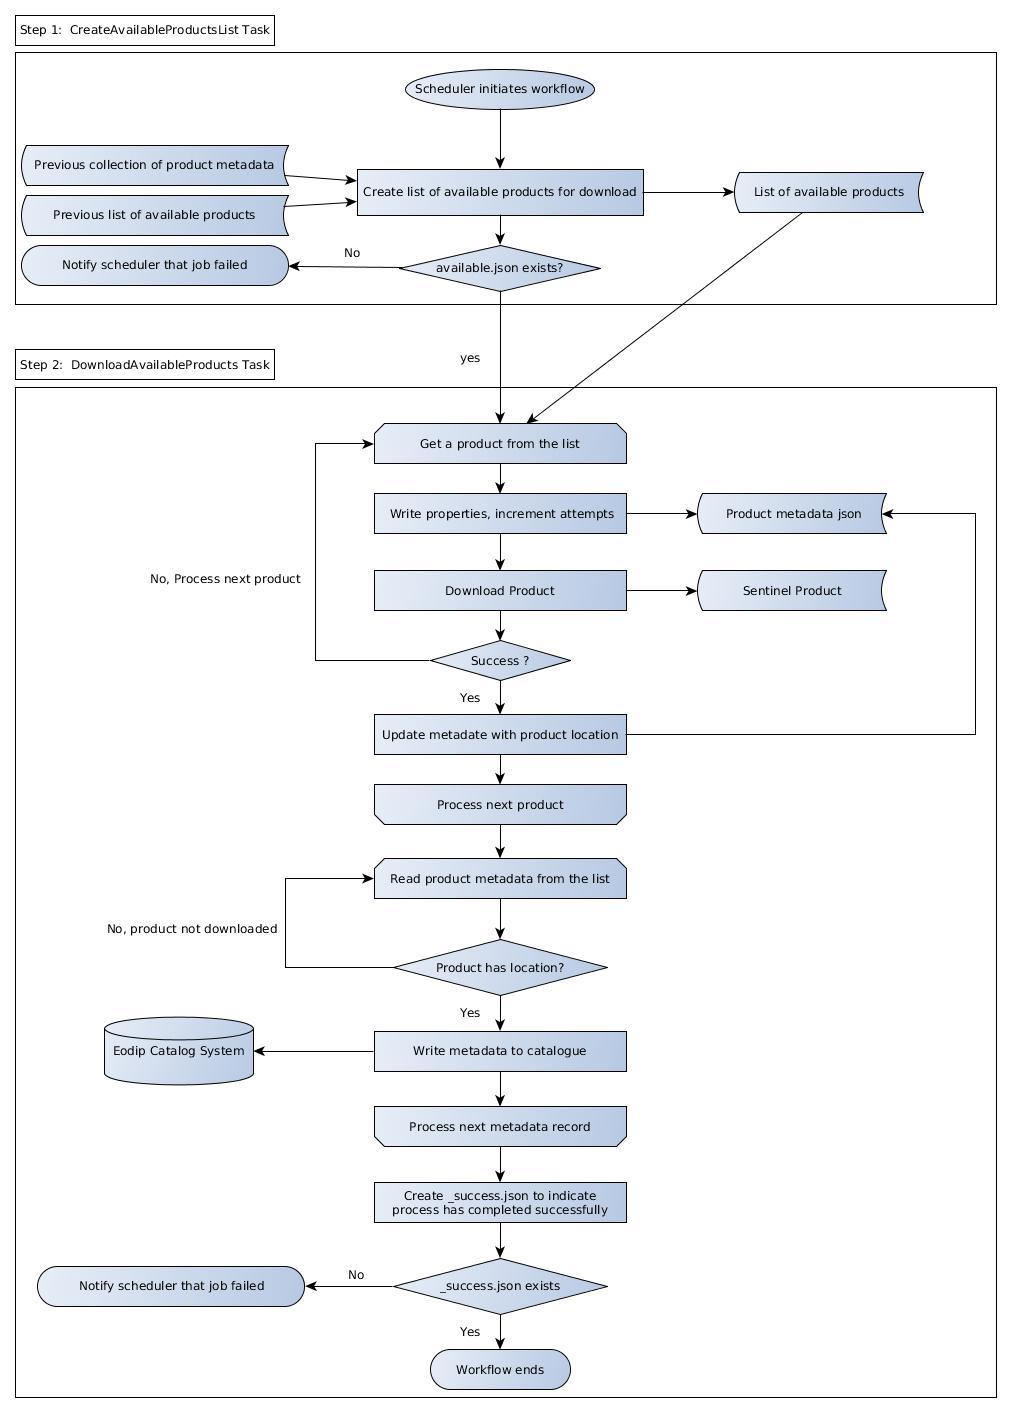 Step 1:  CreateAvailableProductsList Task
Scheduler initiates workflow
Previous collection of product metadata
Create list of available products for download
List of available products
Previous list of available products
No
Notify scheduler that job failed
available.json exists?
yes
Step 2:  DownloadAvailableProducts Task
Get a product from the list
Write properties, increment attempts
Product metadata json
No, Process next product
Download Product
Sentinel Product
Success ?
Yes
Update metadate with product location
Process next product
Read product metadata from the list
No, product not downloaded
Product has location?
Yes
Eodip Catalog System
Write metadata to catalogue
Process next metadata record
Create _success.json to indicate
process has completed successfully
No
Notify scheduler that job failed
_success.json exists
Yes
Workflow ends